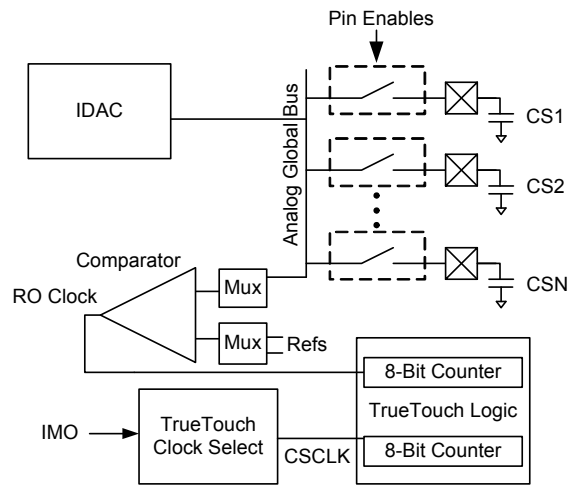 Pin Enables
IDAC
Analog Global Bus
CS1
CS2
CSN
Comparator
RO Clock
Mux
Mux
Refs
8-Bit Counter
TrueTouch Logic
8-Bit Counter
IMO
TrueTouch
Clock Select
CSCLK